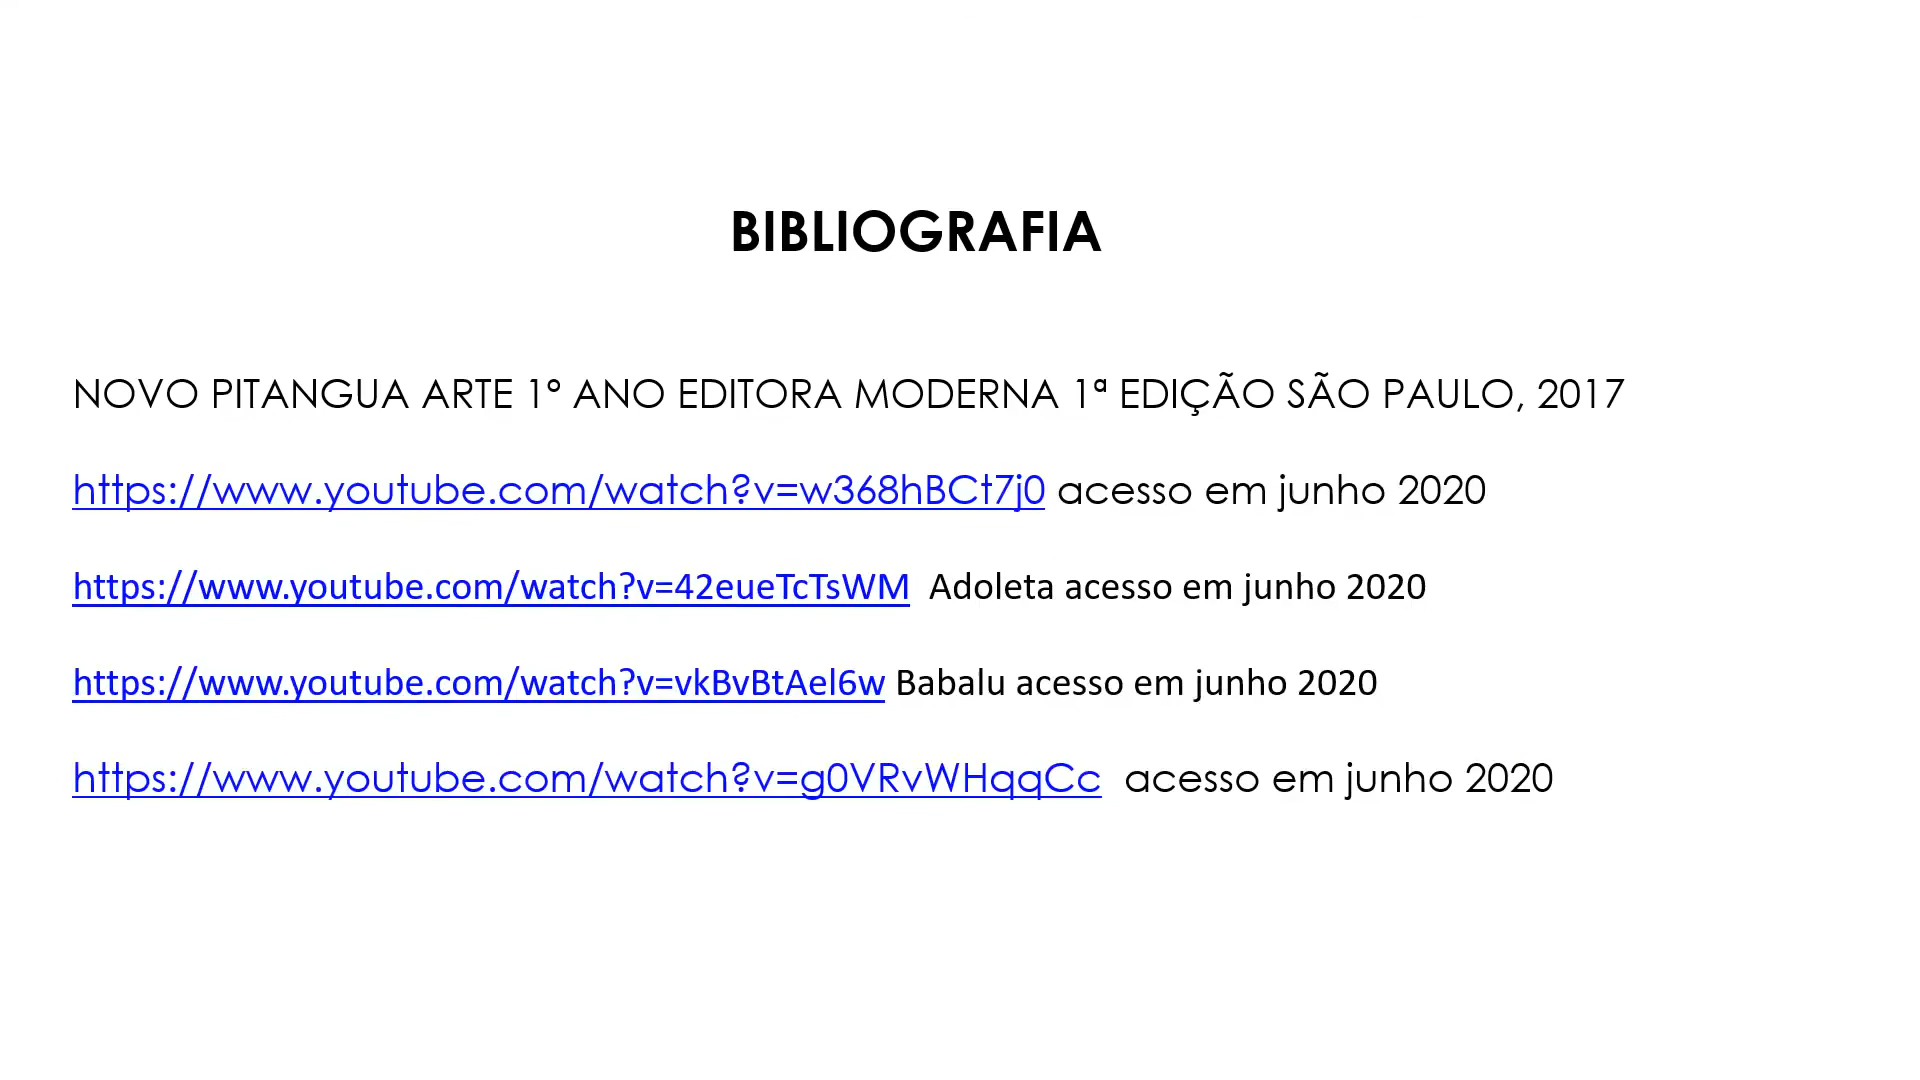 BIBLIOGRAFIA
NOVO PITANGUA ARTE 1º ANO EDITORA MODERNA 1ª EDIÇÃO SÃO PAULO, 2017
https://www.youtube.com/watch?v=w368hBCt7j0 acesso em junho 2020
https://www.youtube.com/watch?v=42eueTcTsWM Adoleta acesso em junho 2020
https://www.youtube.com/watch?v=vkBvBtAel6w Babalu acesso em junho 2020
https://www.youtube.com/watch?v=g0VRvWHqqCc acesso em junho 2020